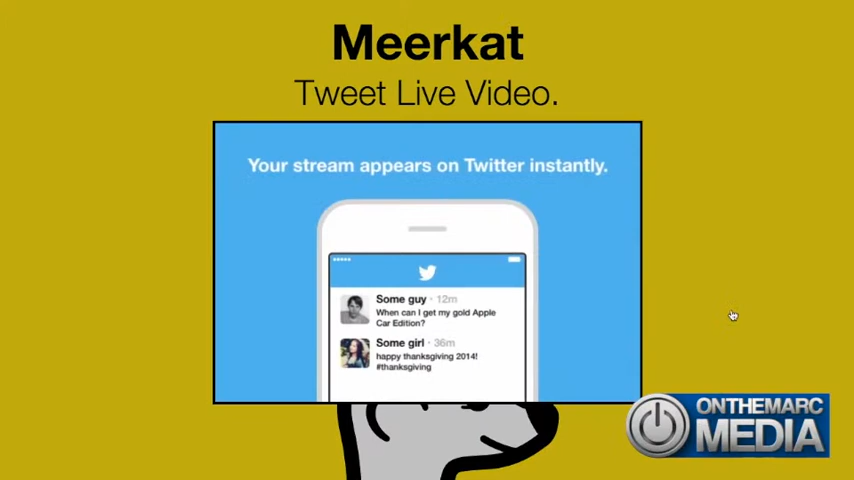 Meerkat
Tweet Live Video.
Your stream appears on Twitter instantly.
Some guy · 12m
When can I get my gold Apple
Car Edition?
Some girl · 36m
happy thanksgiving 2014!
#thanksgiving
ONTHEMARC
MEDIA